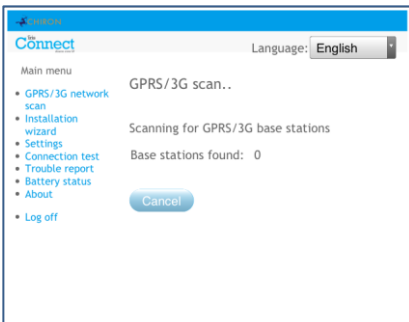 CHIRON
Connect
Language: English
Main menu
GPRS/3G network
scan
Installation
wizard
Settings
Connection test
Trouble report
Battery status
About
Log off
GPRS/3G scan..
Scanning for GPRS/3G base stations
Base stations found: 0
Cancel